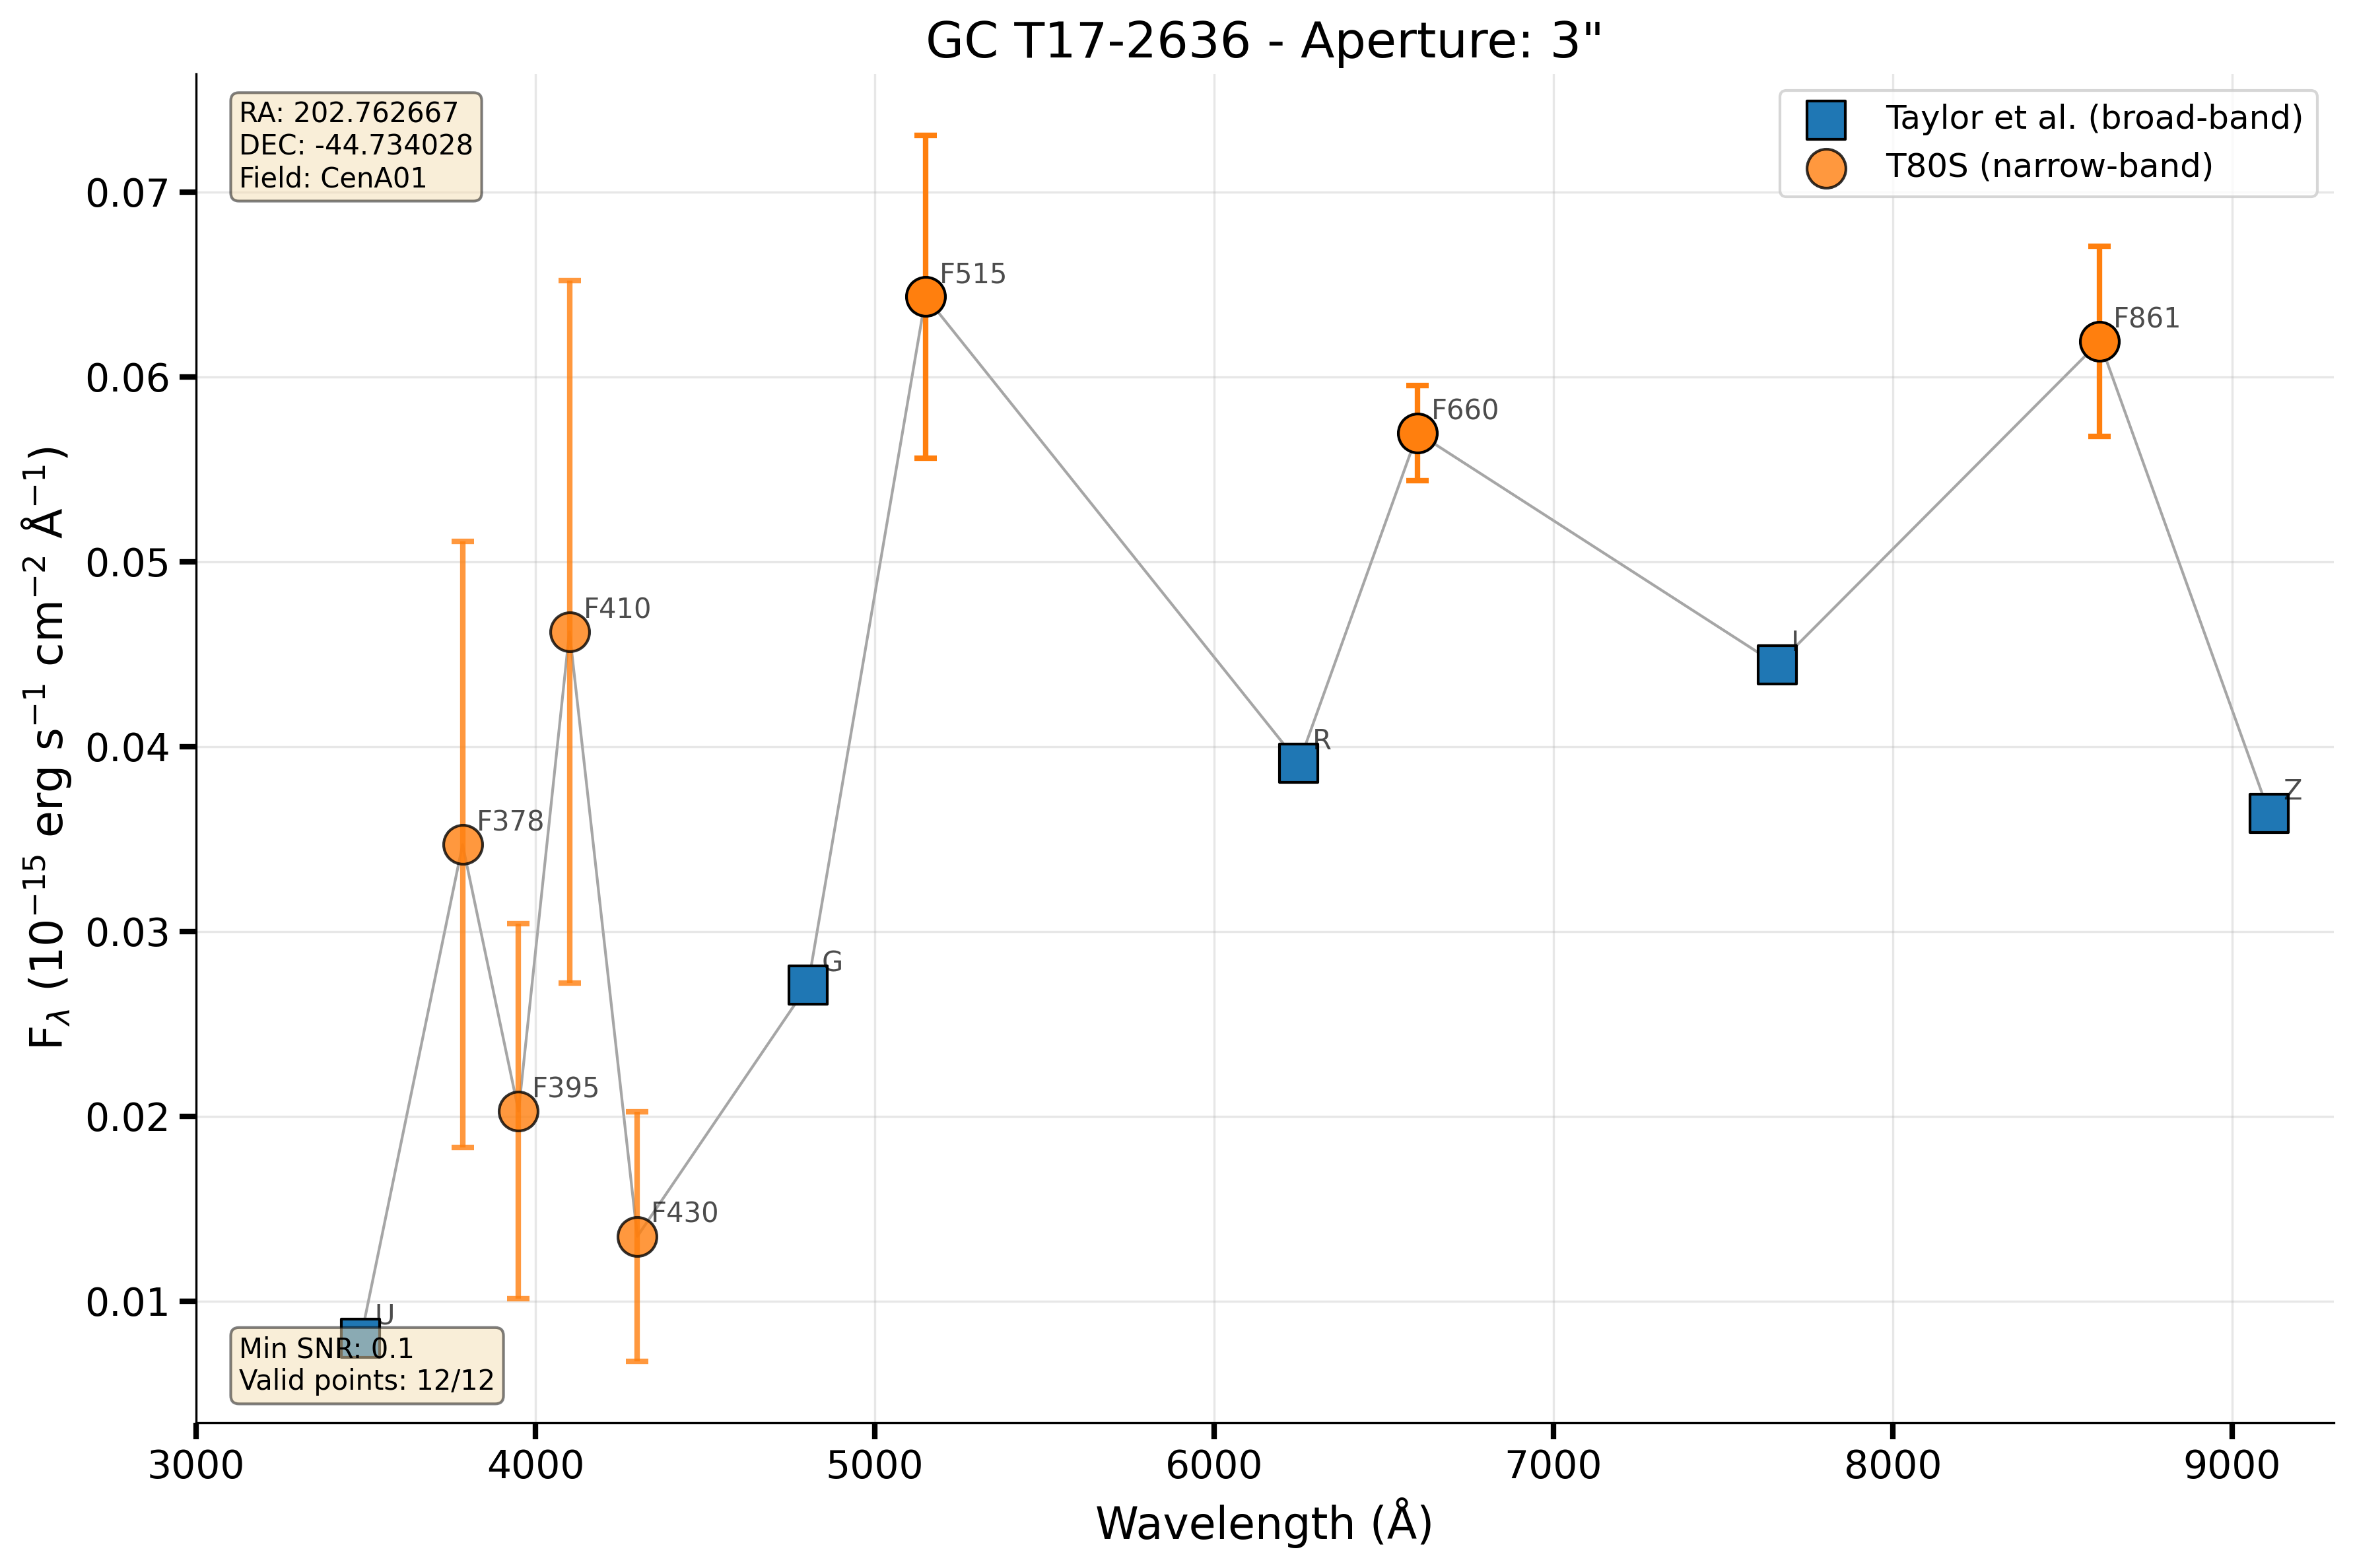 GC T17-2636 - Aperture: 3"
RA: 202.762667
DEC: -44.734028
Field: CenA01
Taylor et al. (broad-band)
T80S (narrow-band)
F515
F861
F660
F410
I
R
Z
F378
G
F395
F430
U
Min SNR: 0.1
Valid points: 12/12
0.07
0.06
0.05
0.04
0.03
0.02
0.01
F_λ (10⁻¹⁵ erg s⁻¹ cm⁻² Å⁻¹)
3000 4000 5000 6000 7000 8000 9000
Wavelength (Å)